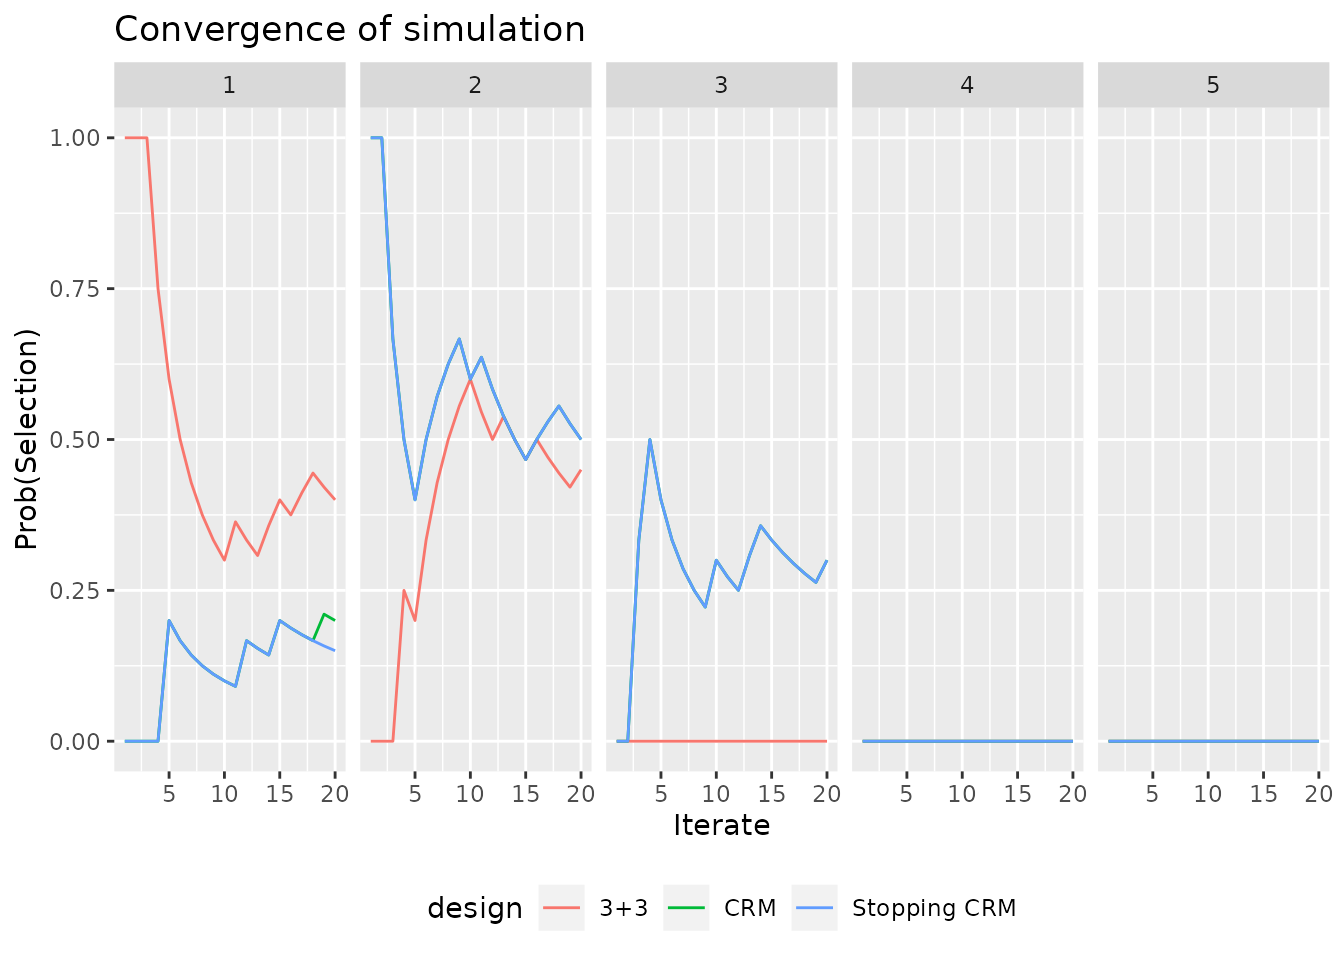 Convergence of simulation
1 2 3 4 5
1.00
0.75
0.50
0.25
0.00
Prob(Selection)
5 10 15 20 5 10 15 20 5 10 15 20 5 10 15 20 5 10 15 20
Iterate
design 3+3 CRM Stopping CRM